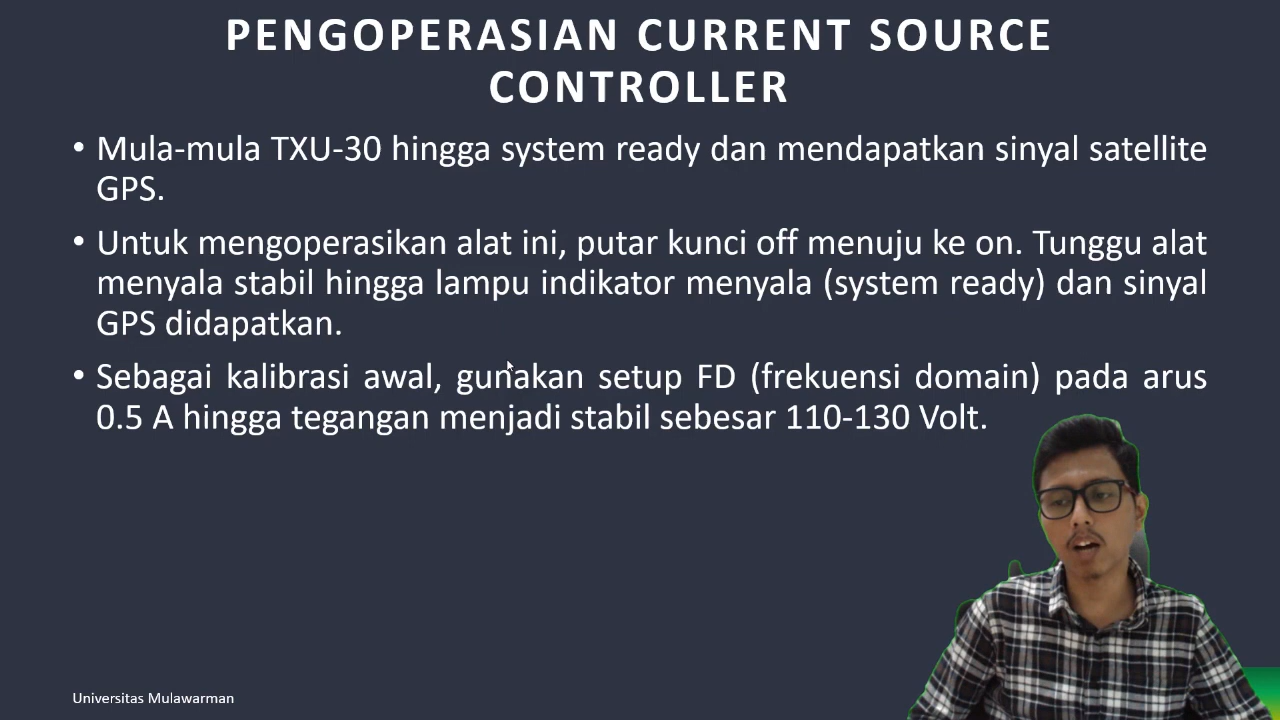 PENGOPERASIAN CURRENT SOURCE
CONTROLLER
• Mula-mula TXU-30 hingga system ready dan mendapatkan sinyal satellite
GPS.
• Untuk mengoperasikan alat ini, putar kunci off menuju ke on. Tunggu alat
menyala stabil hingga lampu indikator menyala (system ready) dan sinyal
GPS didapatkan.
• Sebagai kalibrasi awal, gunakan setup FD (frekuensi domain) pada arus
0.5 A hingga tegangan menjadi stabil sebesar 110-130 Volt.
Universitas Mulawarman